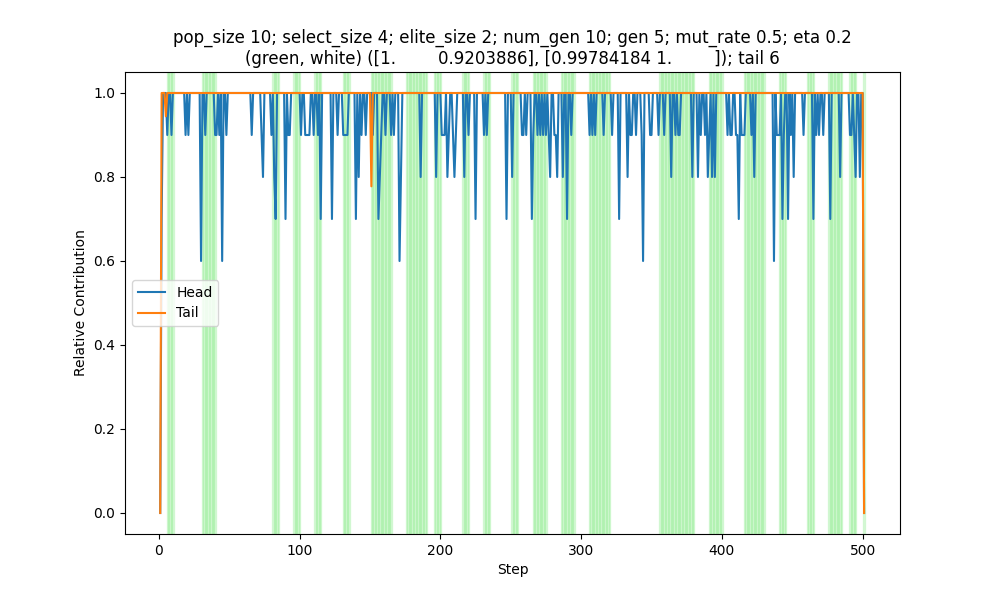 pop_size 10; select_size 4; elite_size 2; num_gen 10; gen 5; mut_rate 0.5; eta 0.2
(green, white) ([1.        0.9203886], [0.99784184 1.        ]); tail 6
1.0
0.8
0.6
0.4
0.2
0.0
Relative Contribution
Head
Tail
0
100
200
300
400
500
Step